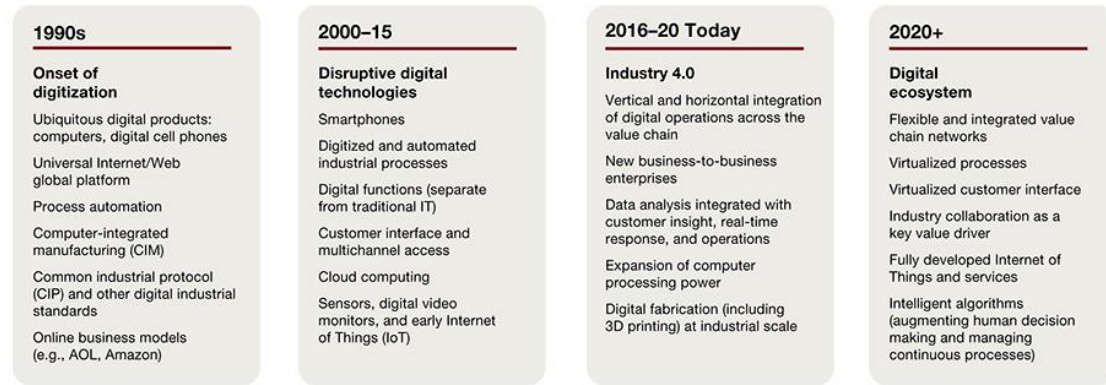 1990s
Onset of
digitization
Ubiquitous digital products:
computers, digital cell phones
Universal Internet/Web
global platform
Process automation
Computer-integrated
manufacturing (CIM)
Common industrial protocol
(CIP) and other digital industrial
standards
Online business models
(e.g., AOL, Amazon)
2000–15
Disruptive digital
technologies
Smartphones
Digitized and automated
industrial processes
Digital functions (separate
from traditional IT)
Customer interface and
multichannel access
Cloud computing
Sensors, digital video
monitors, and early Internet
of Things (IoT)
2016–20 Today
Industry 4.0
Vertical and horizontal integration
of digital operations across the
value chain
New business-to-business
enterprises
Data analysis integrated with
customer insight, real-time
response, and operations
Expansion of computer
processing power
Digital fabrication (including
3D printing) at industrial scale
2020+
Digital
ecosystem
Flexible and integrated value
chain networks
Virtualized processes
Virtualized customer interface
Industry collaboration as a
key value driver
Fully developed Internet of
Things and services
Intelligent algorithms
(augmenting human decision
making and managing
continuous processes)